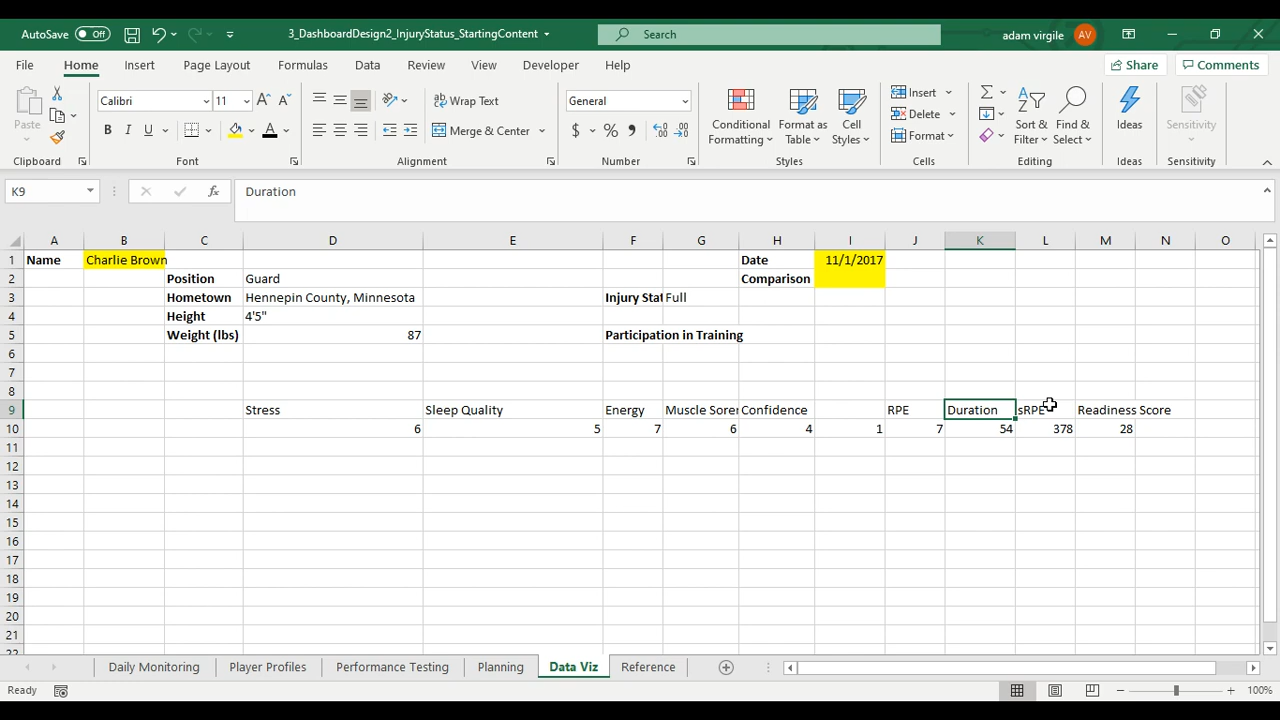 AutoSave Off 3_DashboardDesign2_InjuryStatus_StartingContent Search adam virgile AV
File Home Insert Page Layout Formulas Data Review View Developer Help Share Comments
Calibri 11 Wrap Text General Insert
Paste Merge & Center $ % Conditional Formatting Format as Table Cell Styles Delete Sort & Filter Find & Select Ideas Sensitivity
Format
Clipboard Font Alignment Number Styles Cells Editing Ideas Sensitivity
K9 fx Duration
A B C D E F G H I J K L M N O
1 Name Charlie Brown Date 11/1/2017
2 Position Guard Comparison
3 Hometown Hennepin County, Minnesota Injury Stat Full
4 Height 4'5"
5 Weight (lbs) 87 Participation in Training
6
7
8
9 Stress Sleep Quality Energy Muscle Soren Confidence RPE Duration sRPE Readiness Score
10 6 5 7 6 4 1 7 54 378 28
11
12
13
14
15
16
17
18
19
20
21
22
Daily Monitoring Player Profiles Performance Testing Planning Data Viz Reference
Ready 100%